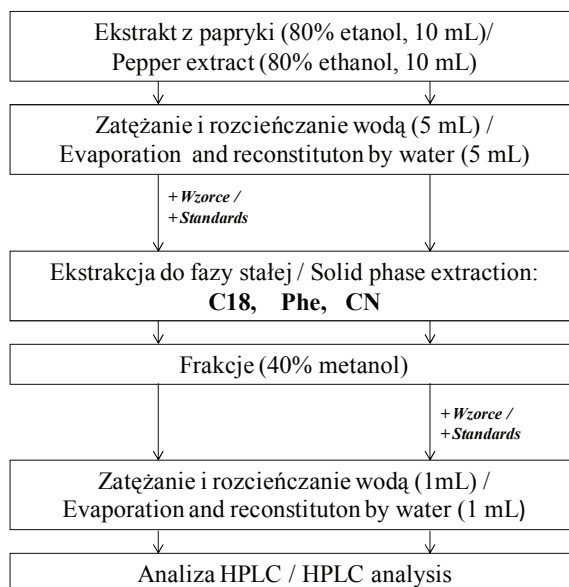 Ekstrakt z papryki (80% etanol, 10 mL)/
Pepper extract (80% ethanol, 10 mL)
Zatężanie i rozcieńczanie wodą (5 mL) /
Evaporation and reconstituton by water (5 mL)
+ Wzorce /
+ Standards
Ekstrakcja do fazy stałej / Solid phase extraction:
C18, Phe, CN
Frakcje (40% metanol)
+ Wzorce /
+ Standards
Zatężanie i rozcieńczanie wodą (1mL) /
Evaporation and reconstituton by water (1 mL)
Analiza HPLC / HPLC analysis